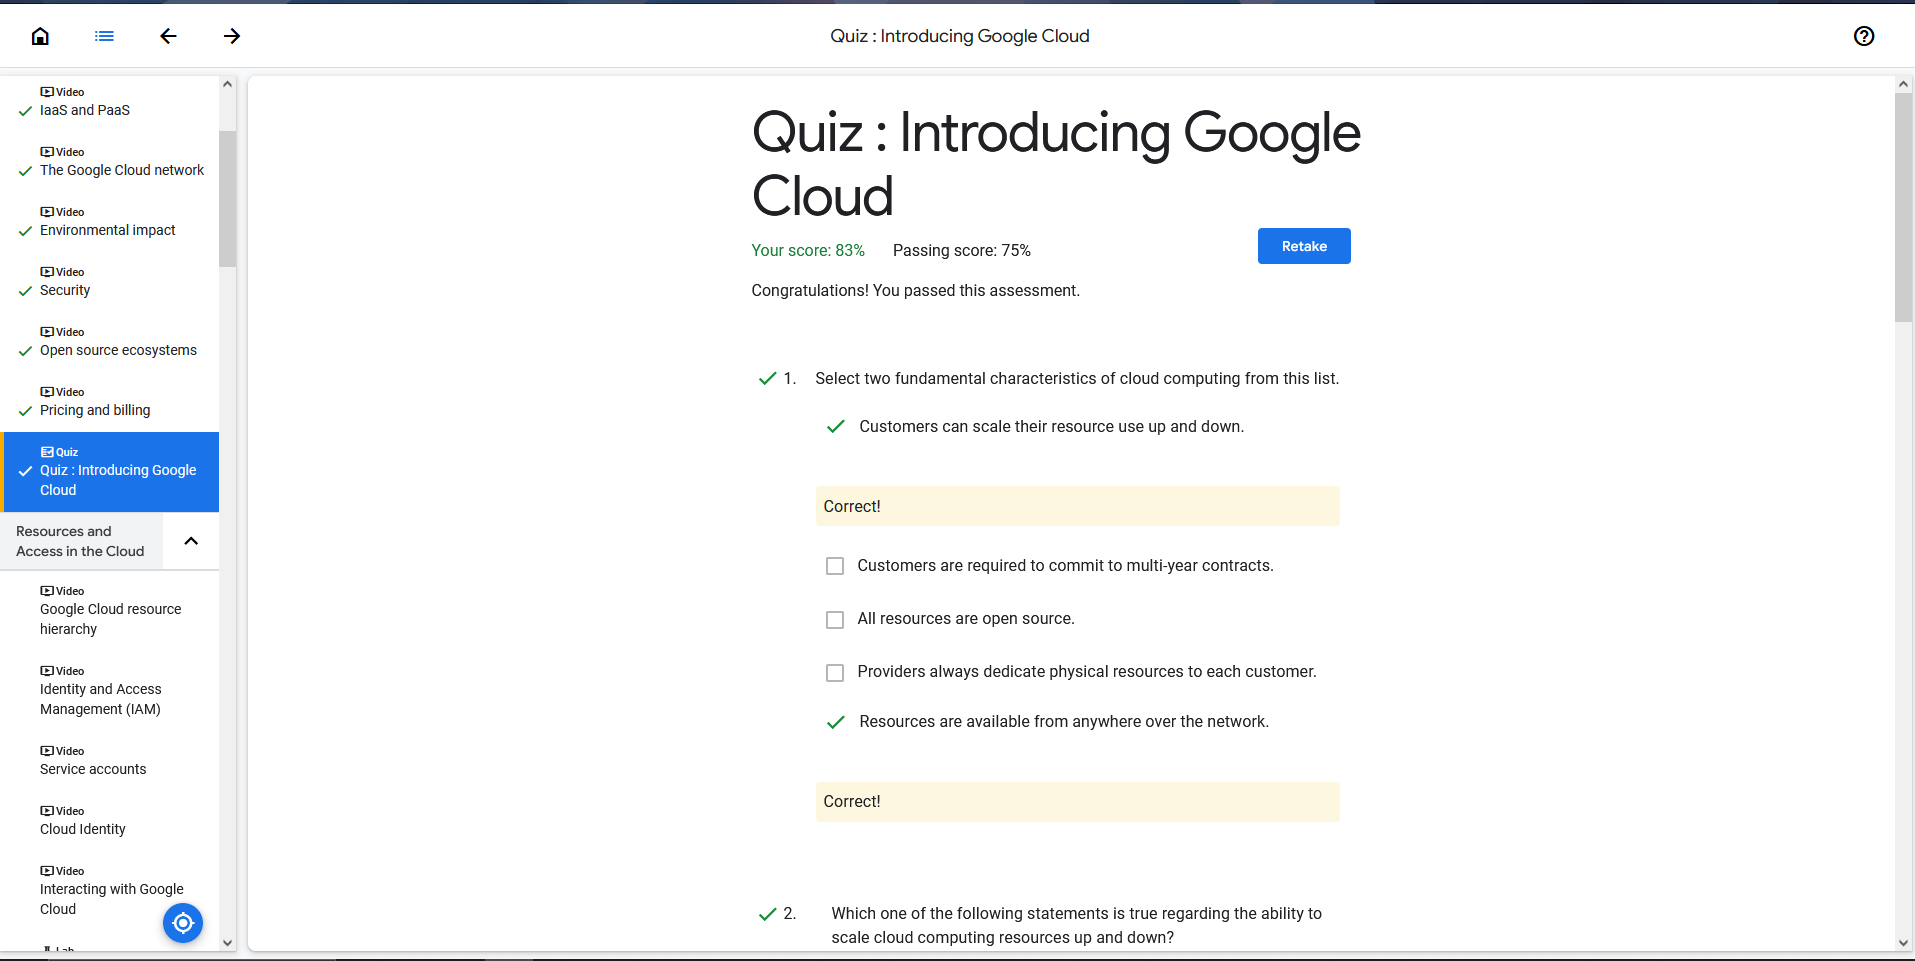 Quiz : Introducing Google Cloud
Video
IaaS and PaaS
Video
The Google Cloud network
Video
Environmental impact
Video
Security
Video
Open source ecosystems
Video
Pricing and billing
Quiz
Quiz : Introducing Google
Cloud
Resources and
Access in the Cloud
Video
Google Cloud resource
hierarchy
Video
Identity and Access
Management (IAM)
Video
Service accounts
Video
Cloud Identity
Video
Interacting with Google
Cloud
Lab
Quiz : Introducing Google
Cloud
Your score: 83% Passing score: 75%
Retake
Congratulations! You passed this assessment.
1. Select two fundamental characteristics of cloud computing from this list.
Customers can scale their resource use up and down.
Correct!
Customers are required to commit to multi-year contracts.
All resources are open source.
Providers always dedicate physical resources to each customer.
Resources are available from anywhere over the network.
Correct!
2. Which one of the following statements is true regarding the ability to
scale cloud computing resources up and down?